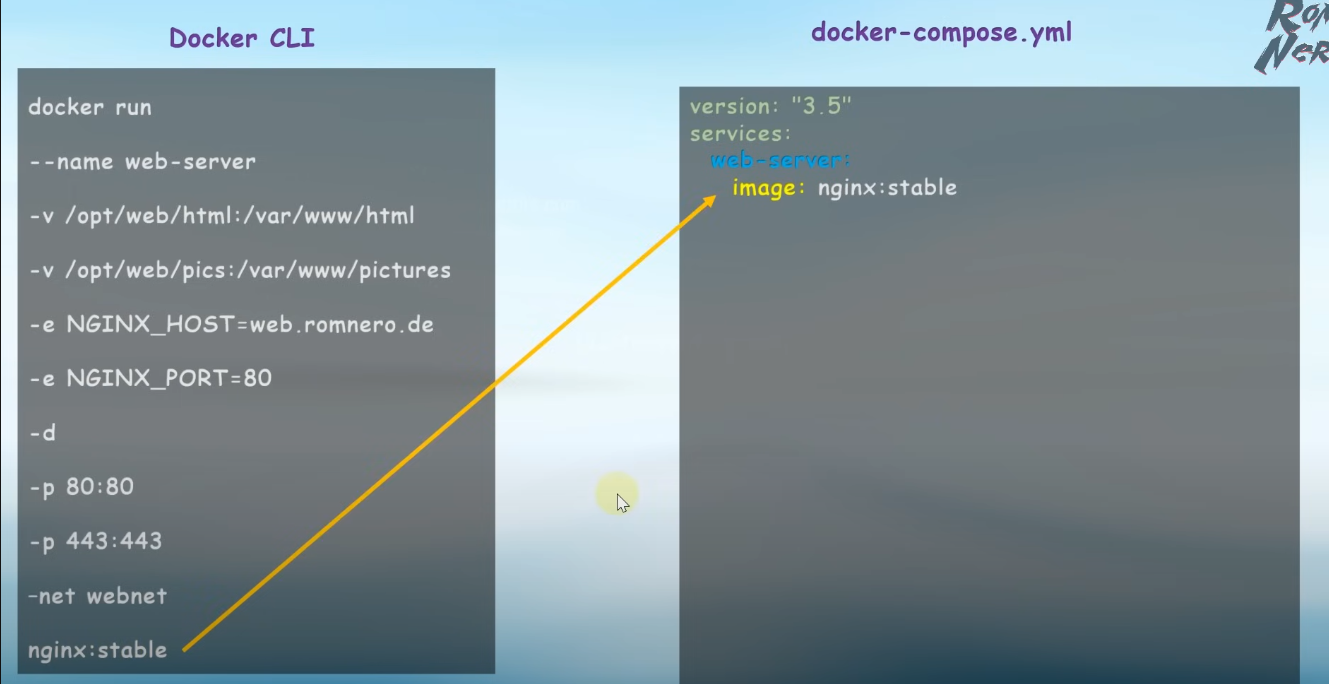 Docker CLI
docker run
--name web-server
-v /opt/web/html:/var/www/html
-v /opt/web/pics:/var/www/pictures
-e NGINX_HOST=web.romnero.de
-e NGINX_PORT=80
-d
-p 80:80
-p 443:443
-net webnet
nginx:stable
docker-compose.yml
version: "3.5"
services:
web-server:
image: nginx:stable